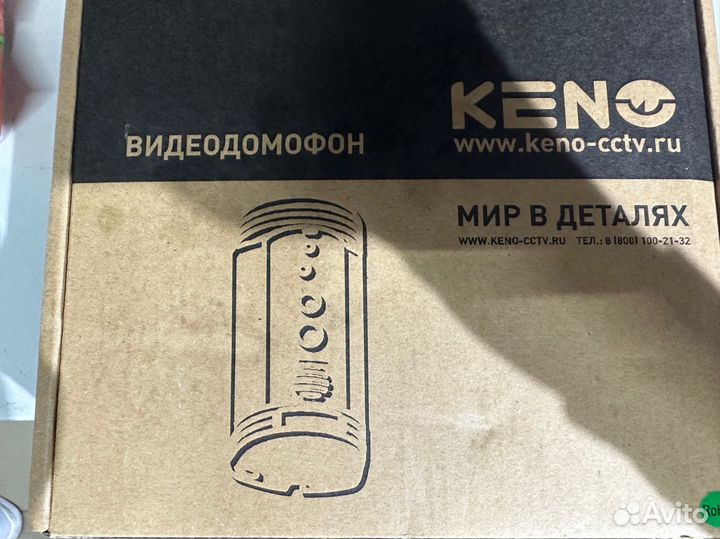 KENO
www.keno-cctv.ru
ВИДЕОДОМОФОН
МИР В ДЕТАЛЯХ
WWW.KENO-CCTV.RU ТЕЛ.: 8 (800) 100-21-32
Avito